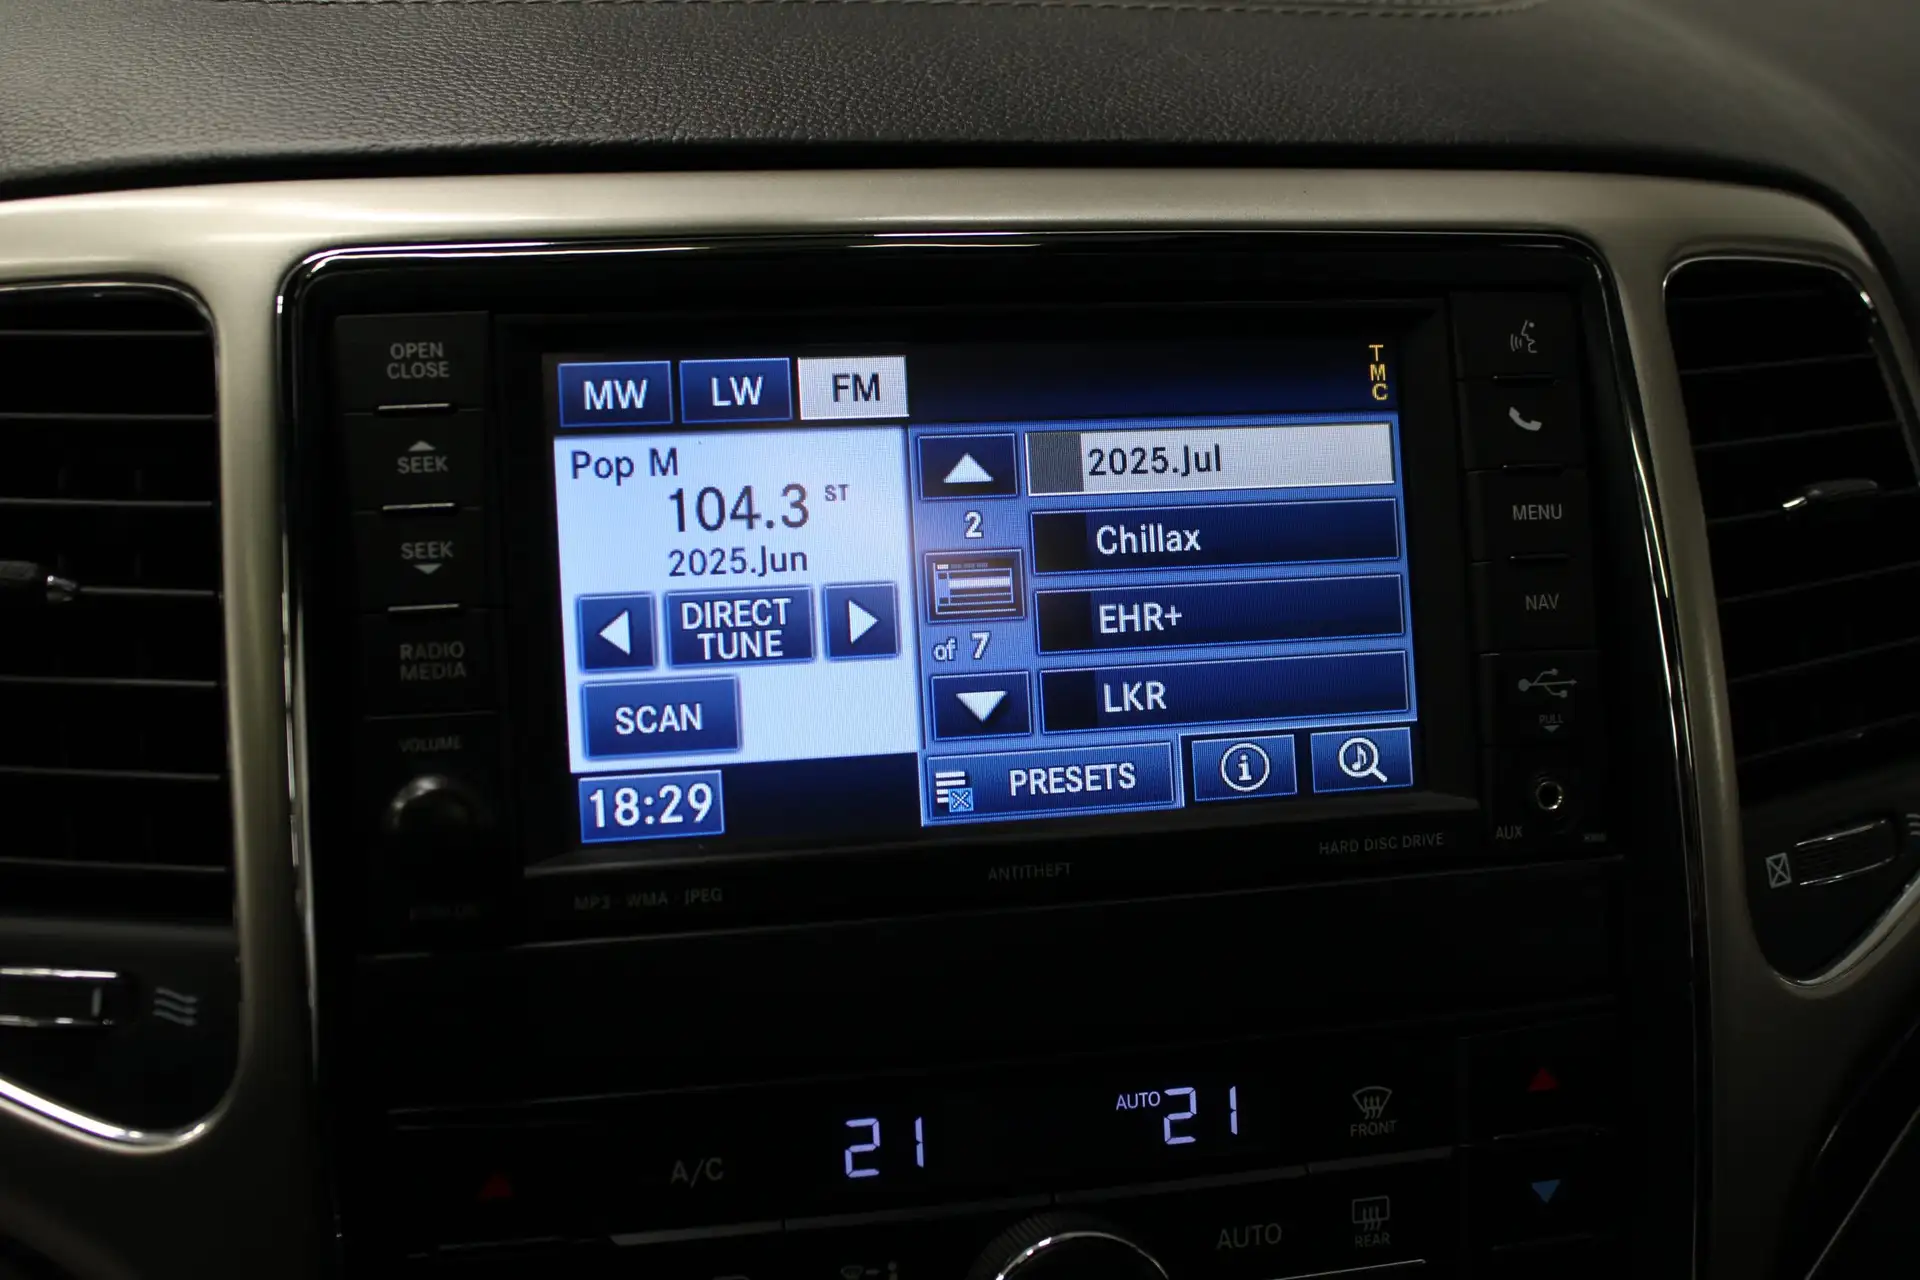 OPEN
CLOSE
SEEK
SEEK
RADIO
MEDIA
VOLUME
MW LW FM
TMC
Pop M
104.3 ST
2025.Jun
DIRECT
TUNE
SCAN
18:29
2
of 7
2025.Jul
Chillax
EHR+
LKR
PRESETS
i
MENU
NAV
PULL
AUX
MP3 · WMA · JPEG
ANTITHEFT
HARD DISC DRIVE
A/C
21
AUTO 21
FRONT
AUTO
REAR